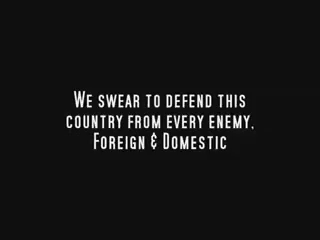 We swear to defend this
country from every enemy,
Foreign & Domestic